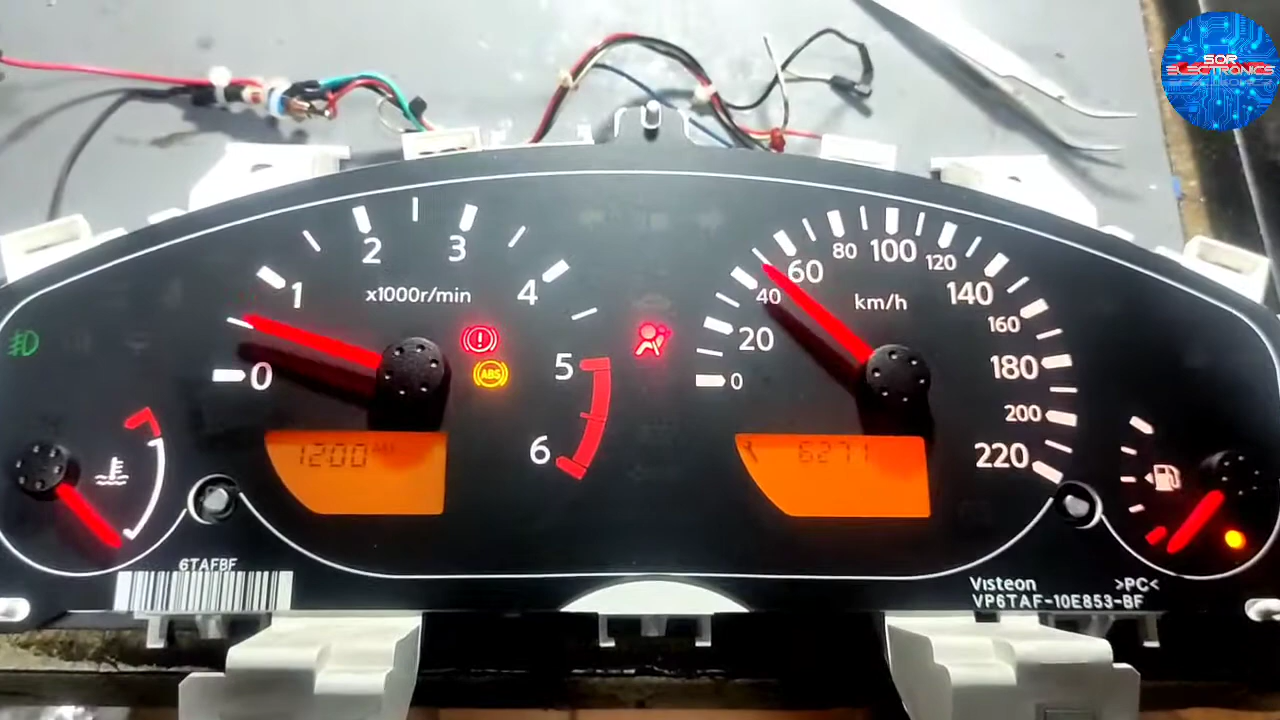 SOR
ELECTRONICS
0
1
2
3
4
5
6
x1000r/min
ABS
1200
0
20
40
60
80
100
120
140
160
180
200
220
km/h
6271
6TAFBF
Visteon >PC<
VP6TAF-10E853-BF